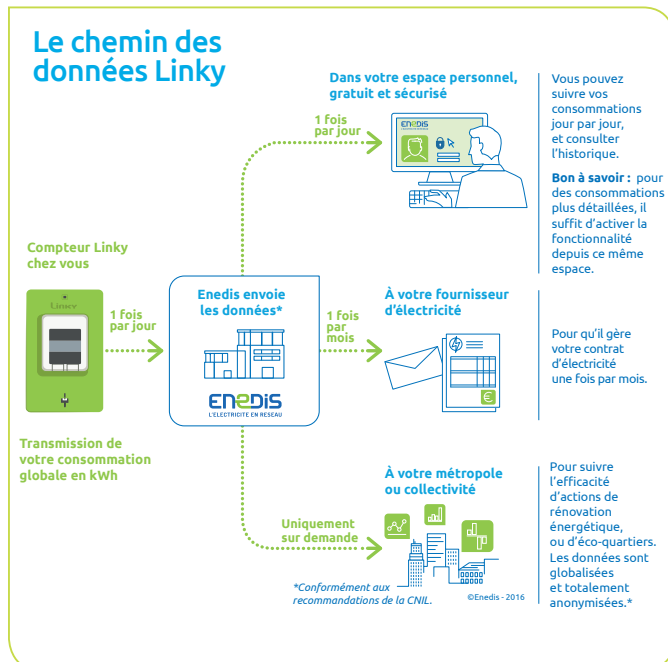 Le chemin des
données Linky
Dans votre espace personnel,
gratuit et sécurisé
1 fois
par jour
ENEDIS
L'ELECTRICITE EN RESEAU
Vous pouvez
suivre vos
consommations
jour par jour,
et consulter
l'historique.
Bon à savoir : pour
des consommations
plus détaillées, il
suffit d'activer la
fonctionnalité
depuis ce même
espace.
Compteur Linky
chez vous
Linky
1 fois
par jour
Transmission de
votre consommation
globale en kWh
Enedis envoie
les données*
ENEDIS
L'ELECTRICITE EN RESEAU
1 fois
par
mois
À votre fournisseur
d'électricité
€
Pour qu'il gère
votre contrat
d'électricité
une fois par mois.
Uniquement
sur demande
À votre métropole
ou collectivité
Pour suivre
l'efficacité
d'actions de
rénovation
énergétique,
ou d'éco-quartiers.
Les données sont
globalisées
et totalement
anonymisées.*
*Conformément aux
recommandations de la CNIL.
©Enedis - 2016